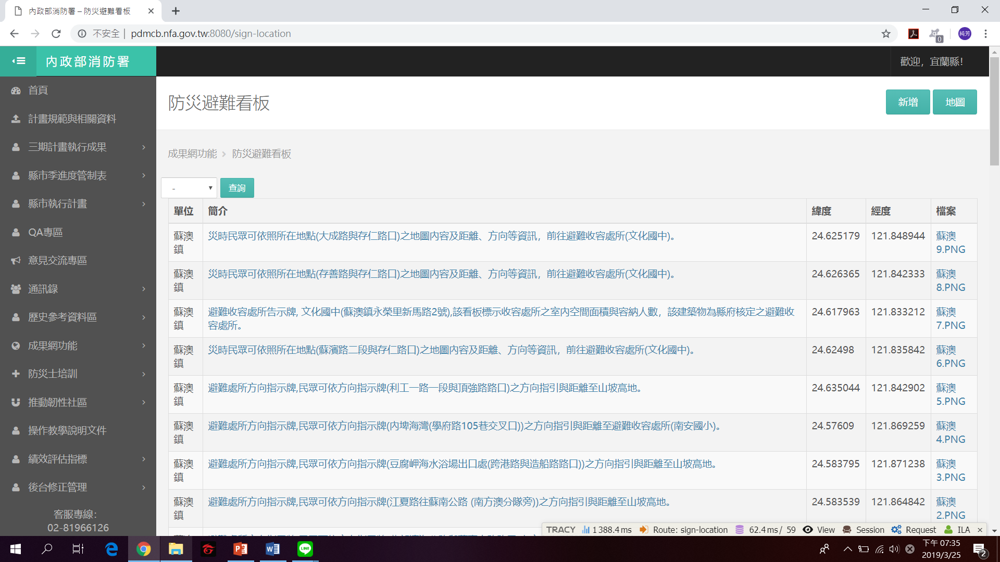 內政部消防署 – 防災避難看板
不安全 | pdmcb.nfa.gov.tw:8080/sign-location
0
純芳
內政部消防署
歡迎，宜蘭縣！
首頁
計畫規範與相關資料
三期計畫執行成果
縣市季進度管制表
縣市執行計畫
QA專區
意見交流專區
通訊錄
歷史參考資料區
成果網功能
防災士培訓
推動韌性社區
操作教學說明文件
績效評估指標
後台修正管理
客服專線：
02-81966126
防災避難看板
新增 地圖
成果網功能 > 防災避難看板
- 查詢
單位 簡介 緯度 經度 檔案
蘇澳鎮 災時民眾可依照所在地點(大成路與存仁路口)之地圖內容及距離、方向等資訊，前往避難收容處所(文化國中)。 24.625179 121.848944 蘇澳9.PNG
蘇澳鎮 災時民眾可依照所在地點(存善路與存仁路口)之地圖內容及距離、方向等資訊，前往避難收容處所(文化國中)。 24.626365 121.842333 蘇澳8.PNG
蘇澳鎮 避難收容處所告示牌, 文化國中(蘇澳鎮永榮里新馬路2號),該看板標示收容處所之室內空間面積與容納人數，該建築物為縣府核定之避難收容處所。 24.617963 121.833212 蘇澳7.PNG
蘇澳鎮 災時民眾可依照所在地點(蘇濱路二段與存仁路口)之地圖內容及距離、方向等資訊，前往避難收容處所(文化國中)。 24.62498 121.835842 蘇澳6.PNG
蘇澳鎮 避難處所方向指示牌,民眾可依方向指示牌(利工一路一段與頂強路路口)之方向指引與距離至山坡高地。 24.635044 121.842902 蘇澳5.PNG
蘇澳鎮 避難處所方向指示牌,民眾可依方向指示牌(內埤海灣(學府路105巷交叉口))之方向指引與距離至避難收容處所(南安國小)。 24.57609 121.869259 蘇澳4.PNG
蘇澳鎮 避難處所方向指示牌,民眾可依方向指示牌(豆腐岬海水浴場出口處(跨港路與造船路路口))之方向指引與距離至山坡高地。 24.583795 121.871238 蘇澳3.PNG
蘇澳鎮 避難處所方向指示牌,民眾可依方向指示牌(江夏路往蘇南公路 (南方澳分隊旁))之方向指引與距離至山坡高地。 24.583539 121.864842 蘇澳2.PNG
TRACY 1 388.4 ms Route: sign-location 62.4 ms / 59 View Session Request ILA ×
下午 07:35
2019/3/25
2